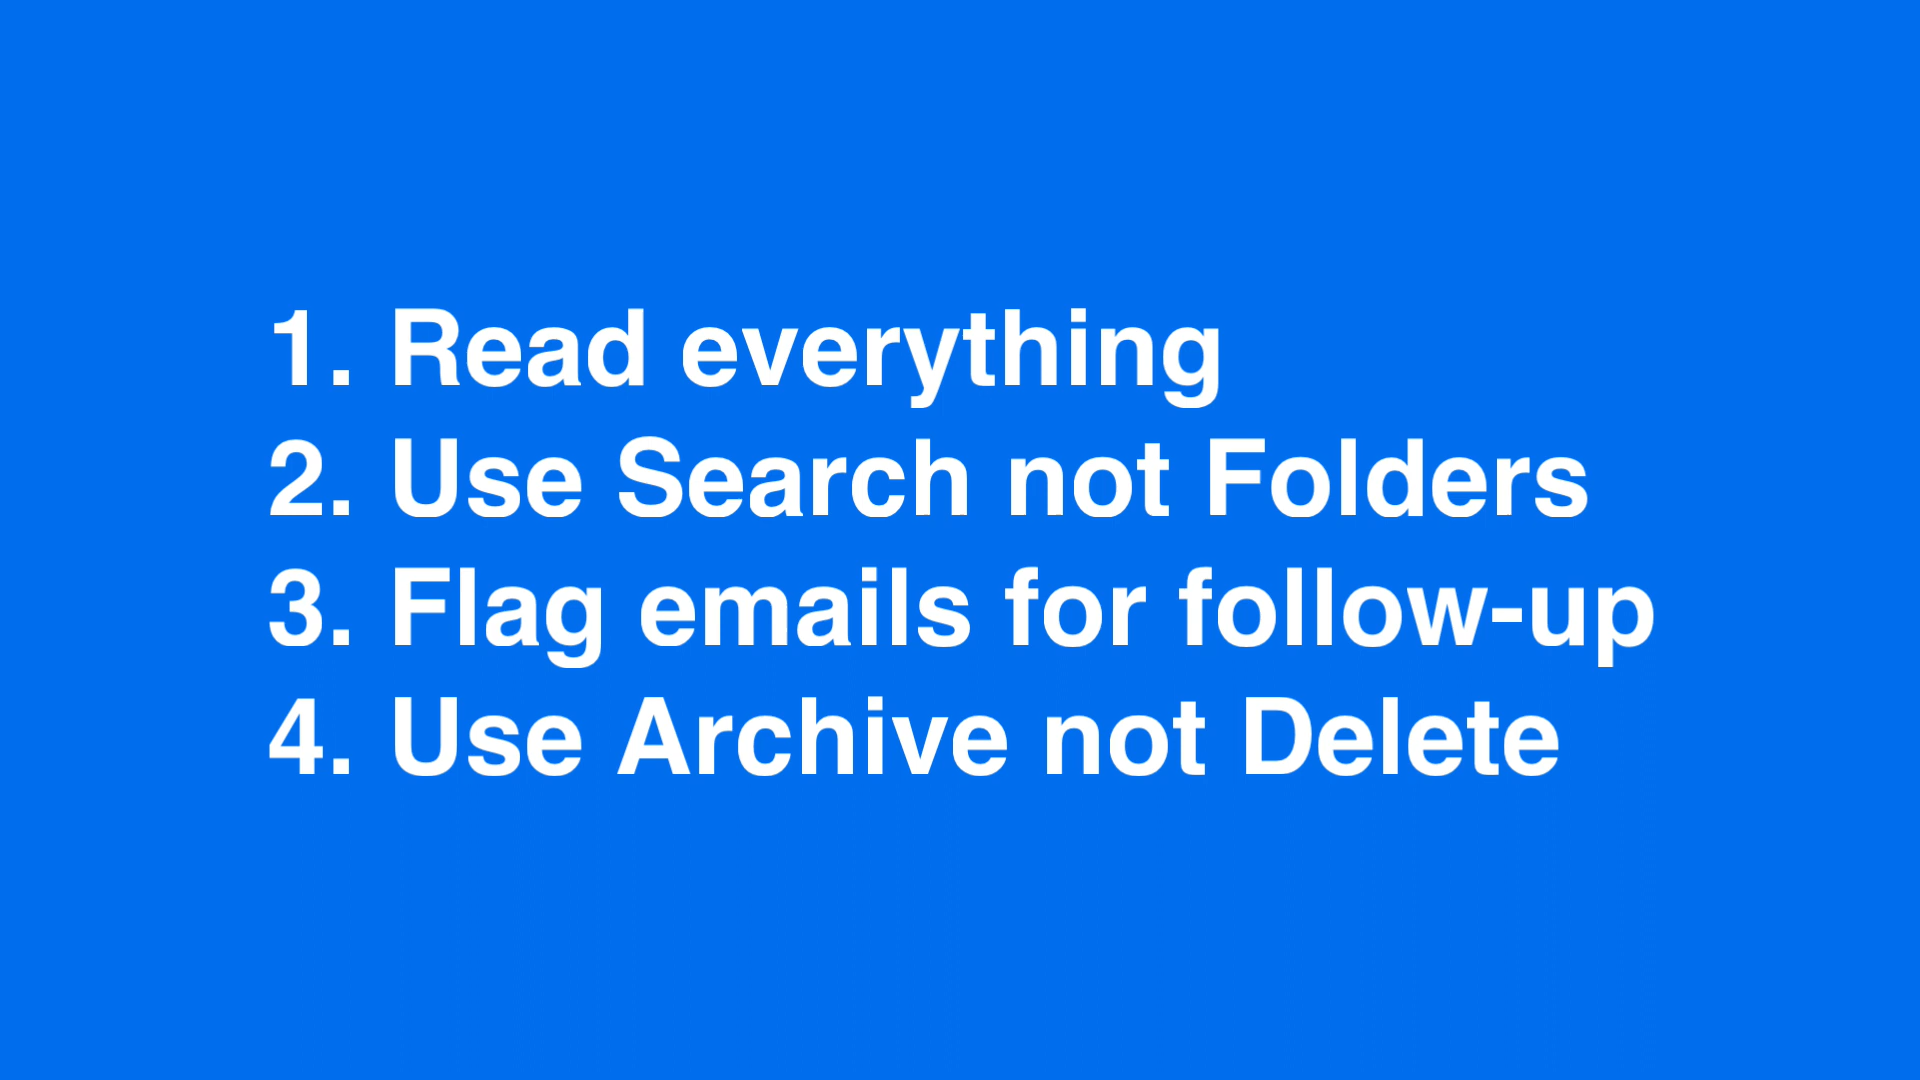 1. Read everything
2. Use Search not Folders
3. Flag emails for follow-up
4. Use Archive not Delete